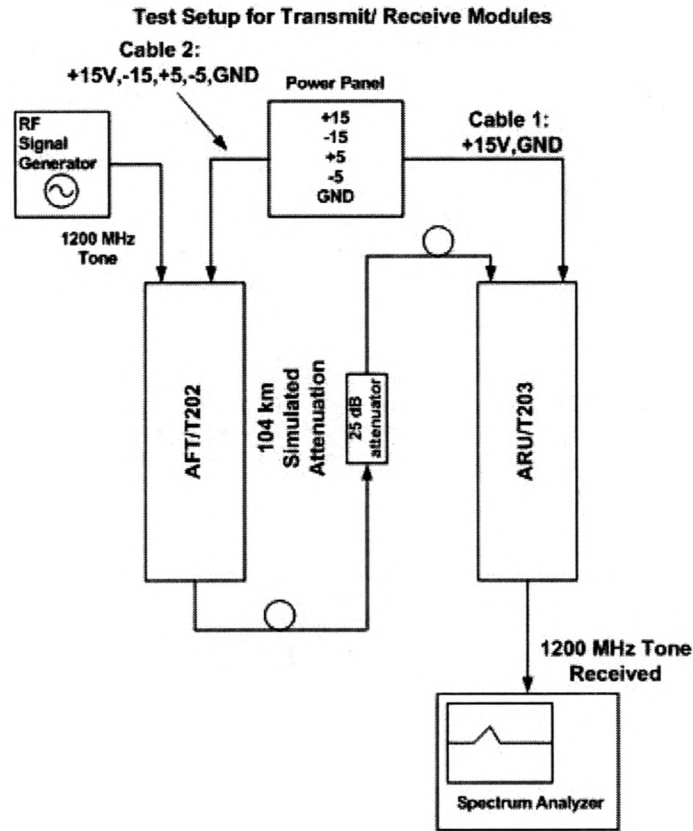 Test Setup for Transmit/ Receive Modules
Cable 2:
+15V,-15,+5,-5,GND
Power Panel
RF
Signal
Generator
+15
-15
+5
-5
GND
Cable 1:
+15V,GND
1200 MHz
Tone
AFT/T202
104 km
Simulated
Attenuation
25 dB
attenuator
ARU/T203
1200 MHz Tone
Received
Spectrum Analyzer